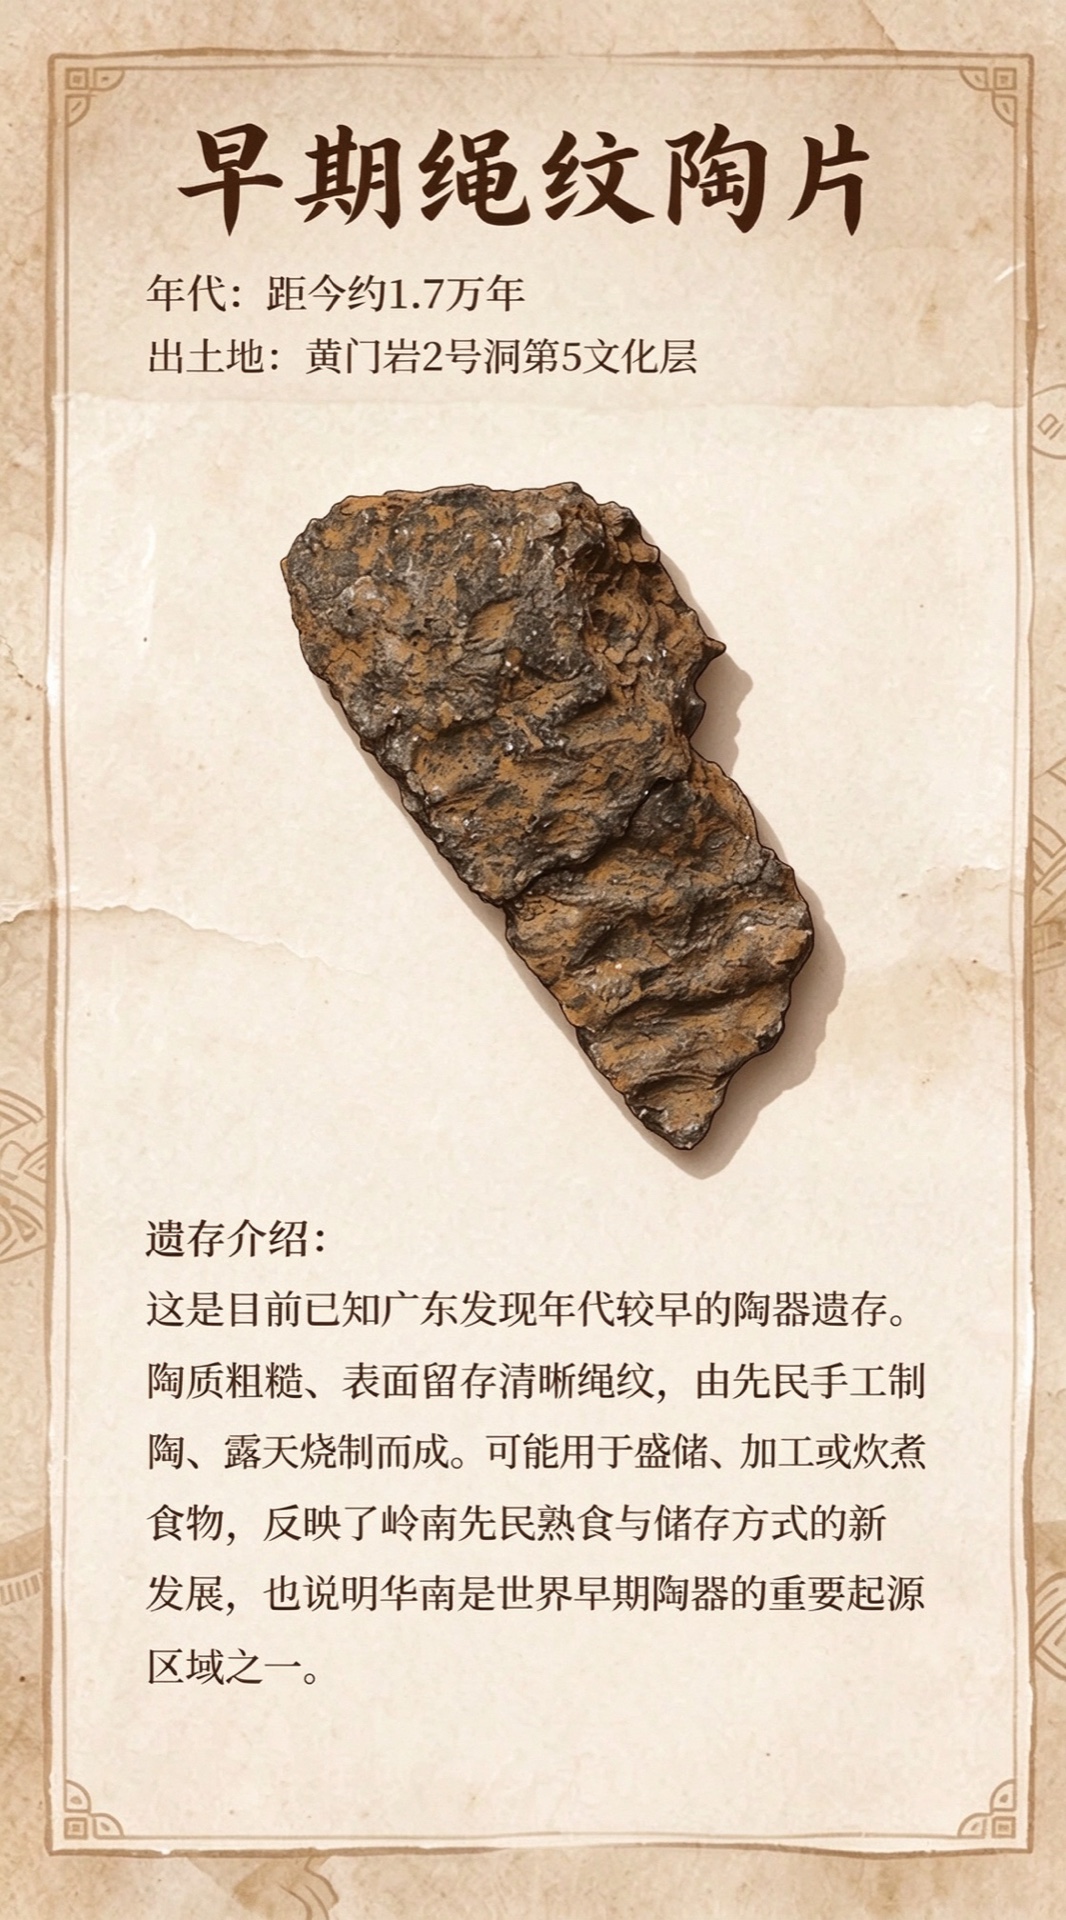 早期绳纹陶片
年代：距今约1.7万年
出土地：黄门岩2号洞第5文化层
遗存介绍：
这是目前已知广东发现年代较早的陶器遗存。
陶质粗糙、表面留存清晰绳纹，由先民手工制
陶、露天烧制而成。可能用于盛储、加工或炊煮
食物，反映了岭南先民熟食与储存方式的新
发展，也说明华南是世界早期陶器的重要起源
区域之一。